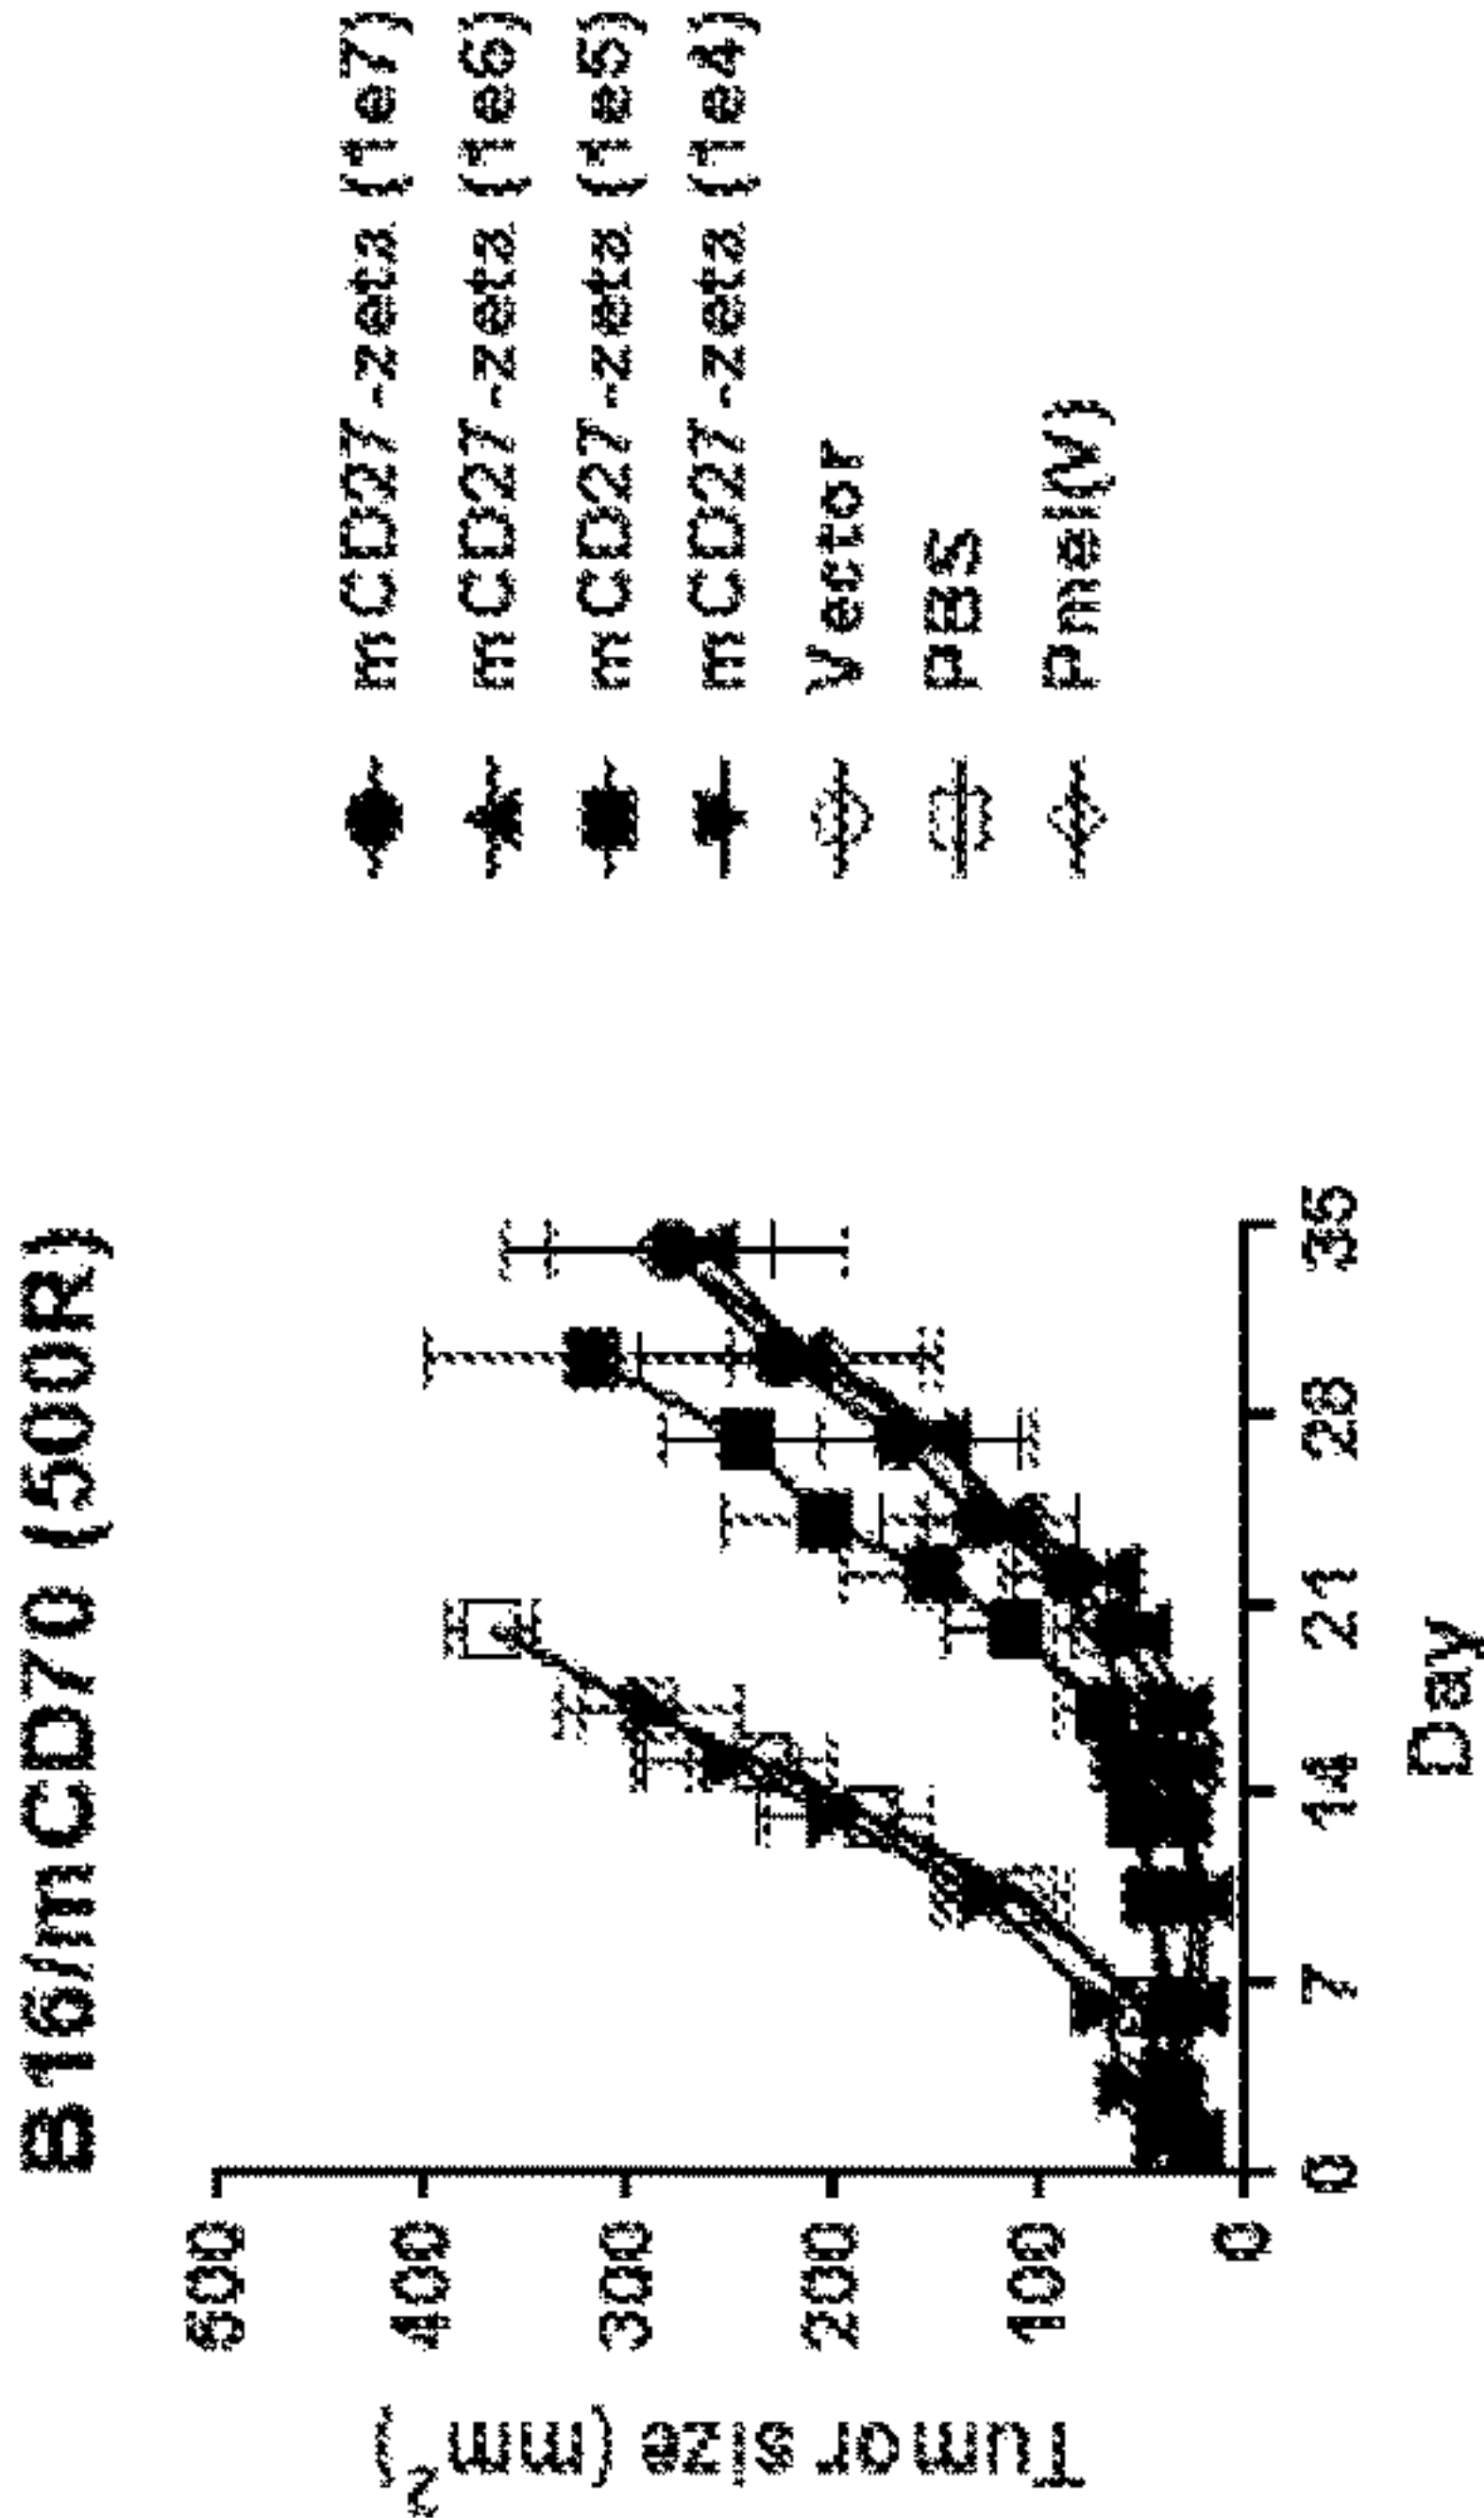 B16/mCD70 (500R)
Tumor size (mm²)
500
400
300
200
100
0
0
7
14
21
28
35
Day
mCD27-zeta (1e7)
mCD27-zeta (1e6)
mCD27-zeta (1e5)
mCD27-zeta (1e4)
Vector
PBS
Pmel(V)